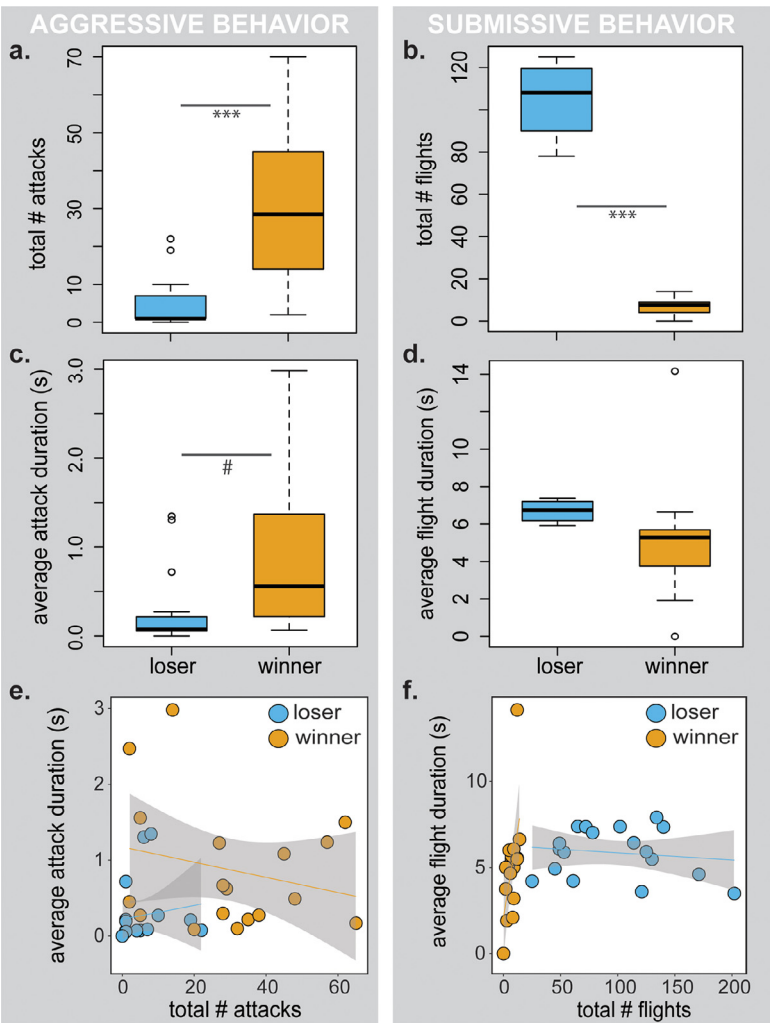 AGGRESSIVE BEHAVIOR
SUBMISSIVE BEHAVIOR
a.
total # attacks
70
50
30
10
0
***
b.
total # flights
120
80
60
40
20
0
***
c.
average attack duration (s)
3.0
2.0
1.0
0.0
#
loser winner
d.
average flight duration (s)
14
10
8
6
4
2
0
loser winner
e.
average attack duration (s)
3
2
1
0
loser
winner
0 20 40 60
total # attacks
f.
average flight duration (s)
10
5
0
loser
winner
0 50 100 150 200
total # flights